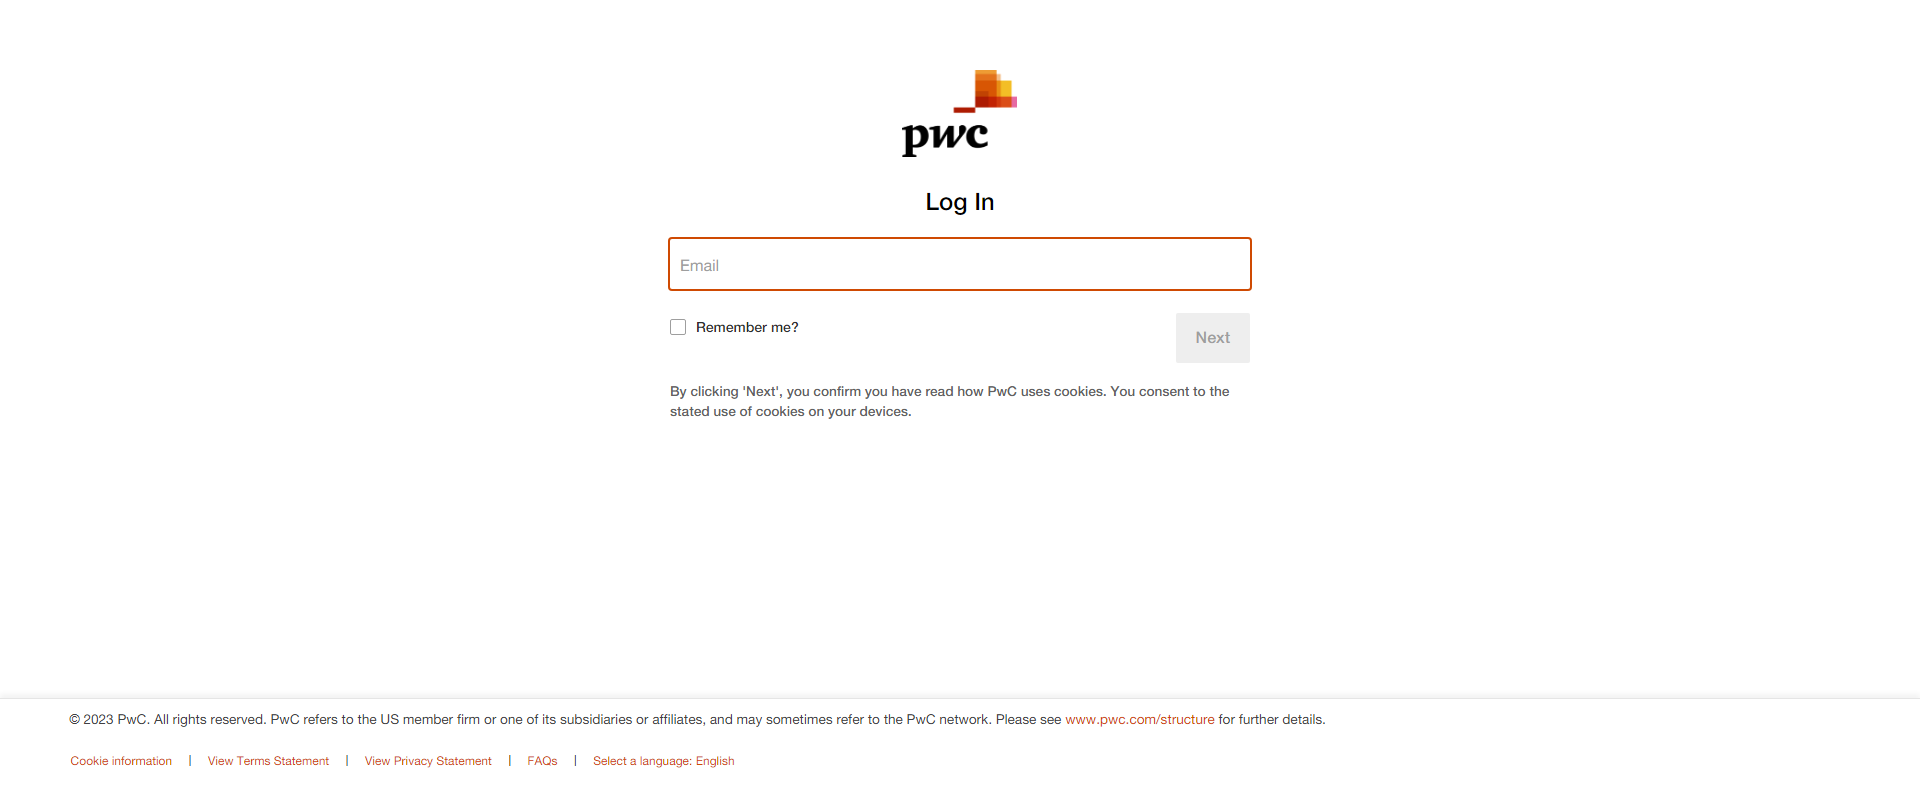 pwc
Log In
Email
Remember me?
Next
By clicking 'Next', you confirm you have read how PwC uses cookies. You consent to the
stated use of cookies on your devices.
© 2023 PwC. All rights reserved. PwC refers to the US member firm or one of its subsidiaries or affiliates, and may sometimes refer to the PwC network. Please see www.pwc.com/structure for further details.
Cookie information | View Terms Statement | View Privacy Statement | FAQs | Select a language: English